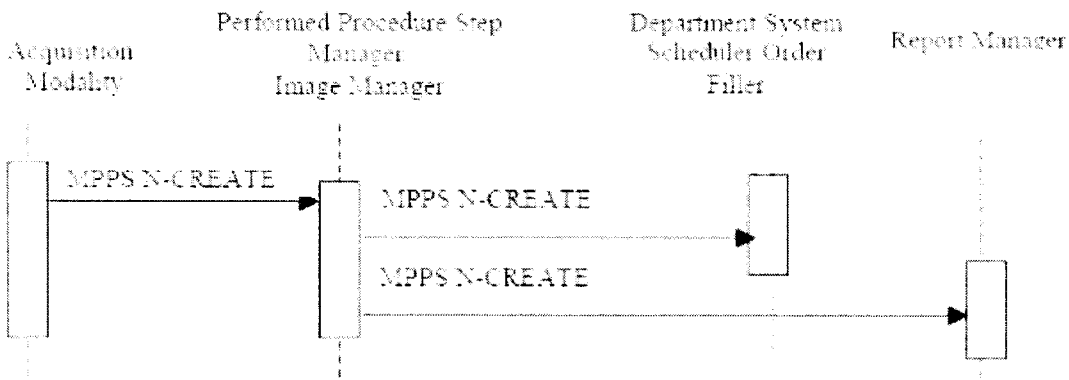 Acquisition
Modality
Performed Procedure Step
Manager
Image Manager
Department System
Scheduler Order
Filler
Report Manager
MPPS N-CREATE
MPPS N-CREATE
MPPS N-CREATE